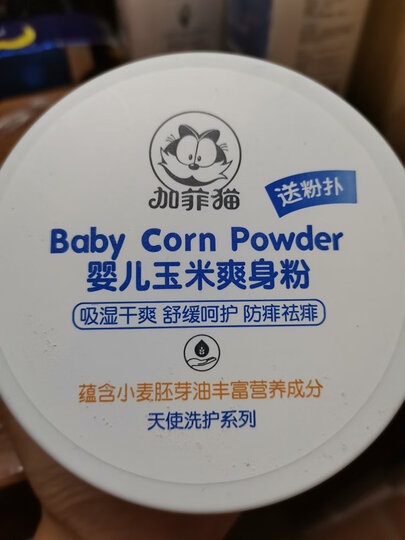 加菲猫
送粉扑
Baby Corn Powder
婴儿玉米爽身粉
吸湿干爽 舒缓呵护 防痱祛痱
蕴含小麦胚芽油丰富营养成分
天使洗护系列